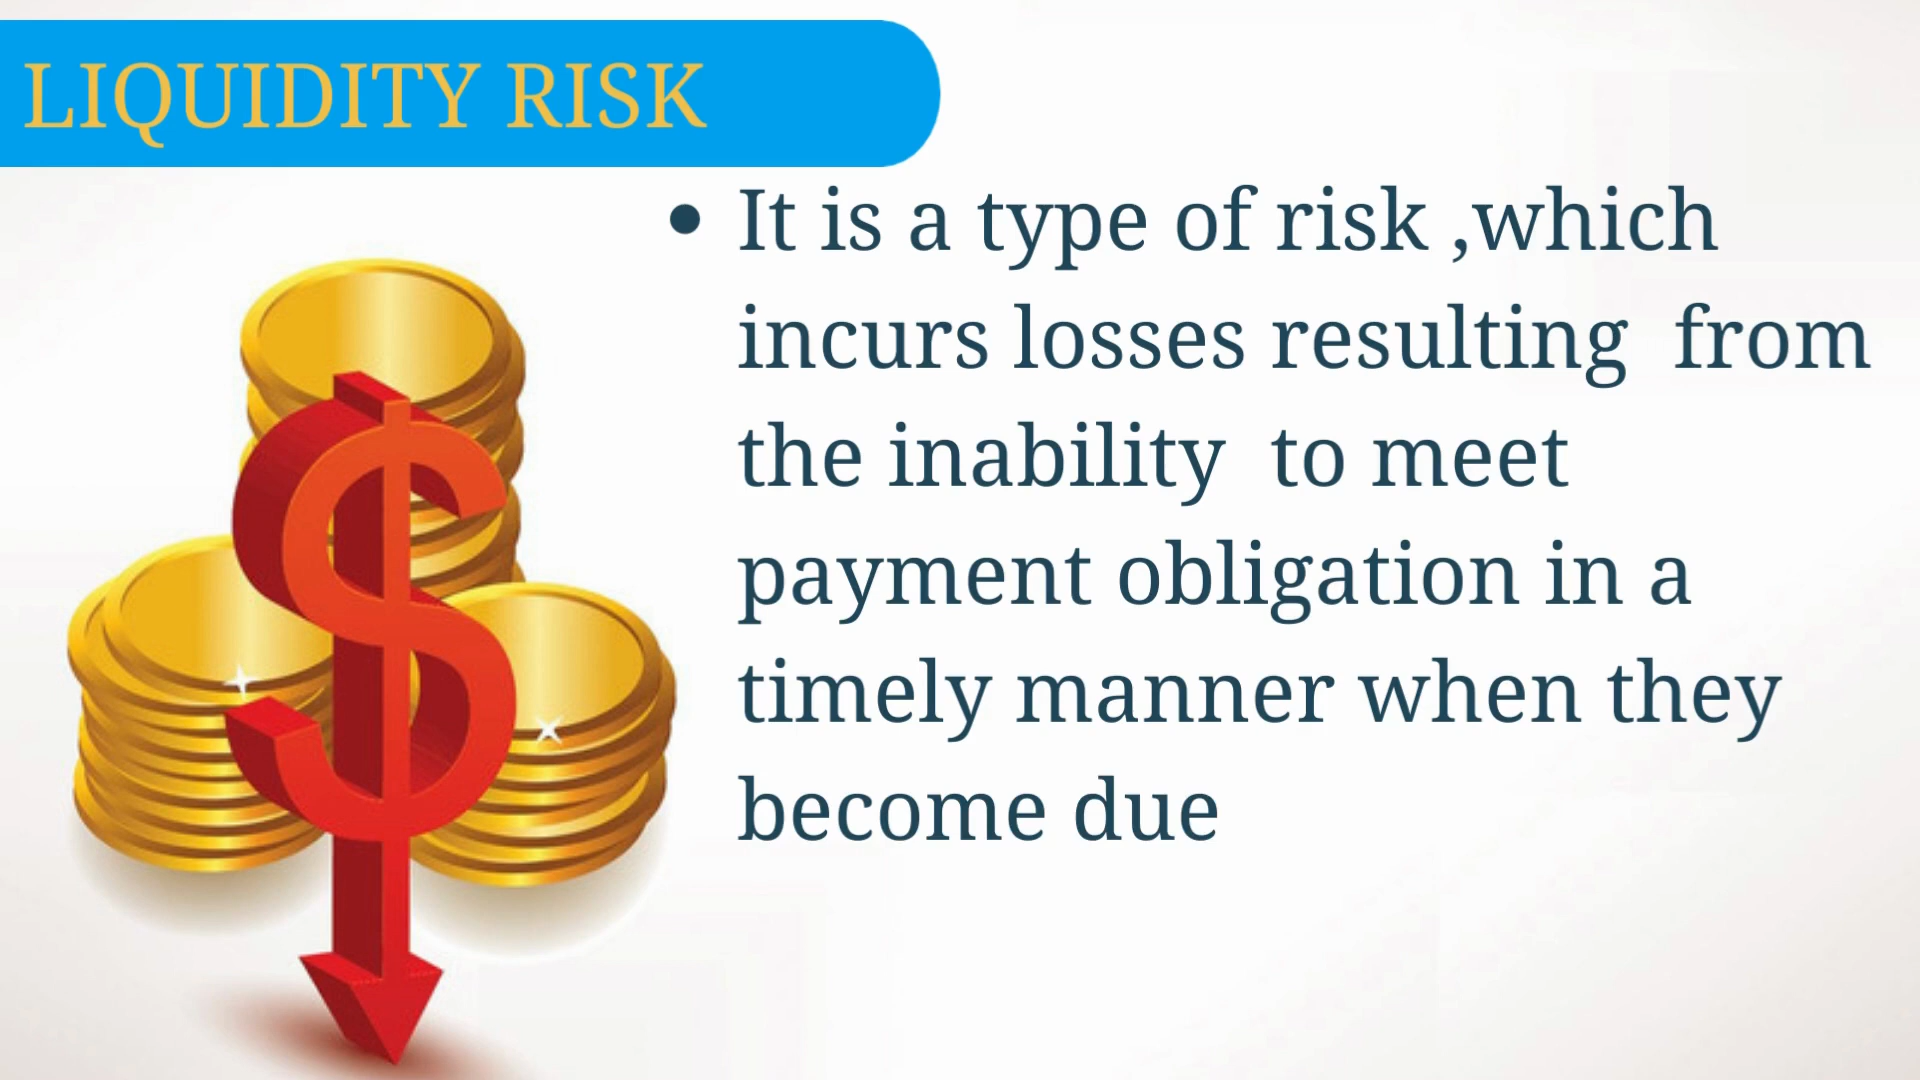 LIQUIDITY RISK
• It is a type of risk ,which
incurs losses resulting  from
the inability  to meet
payment obligation in a
timely manner when they
become due